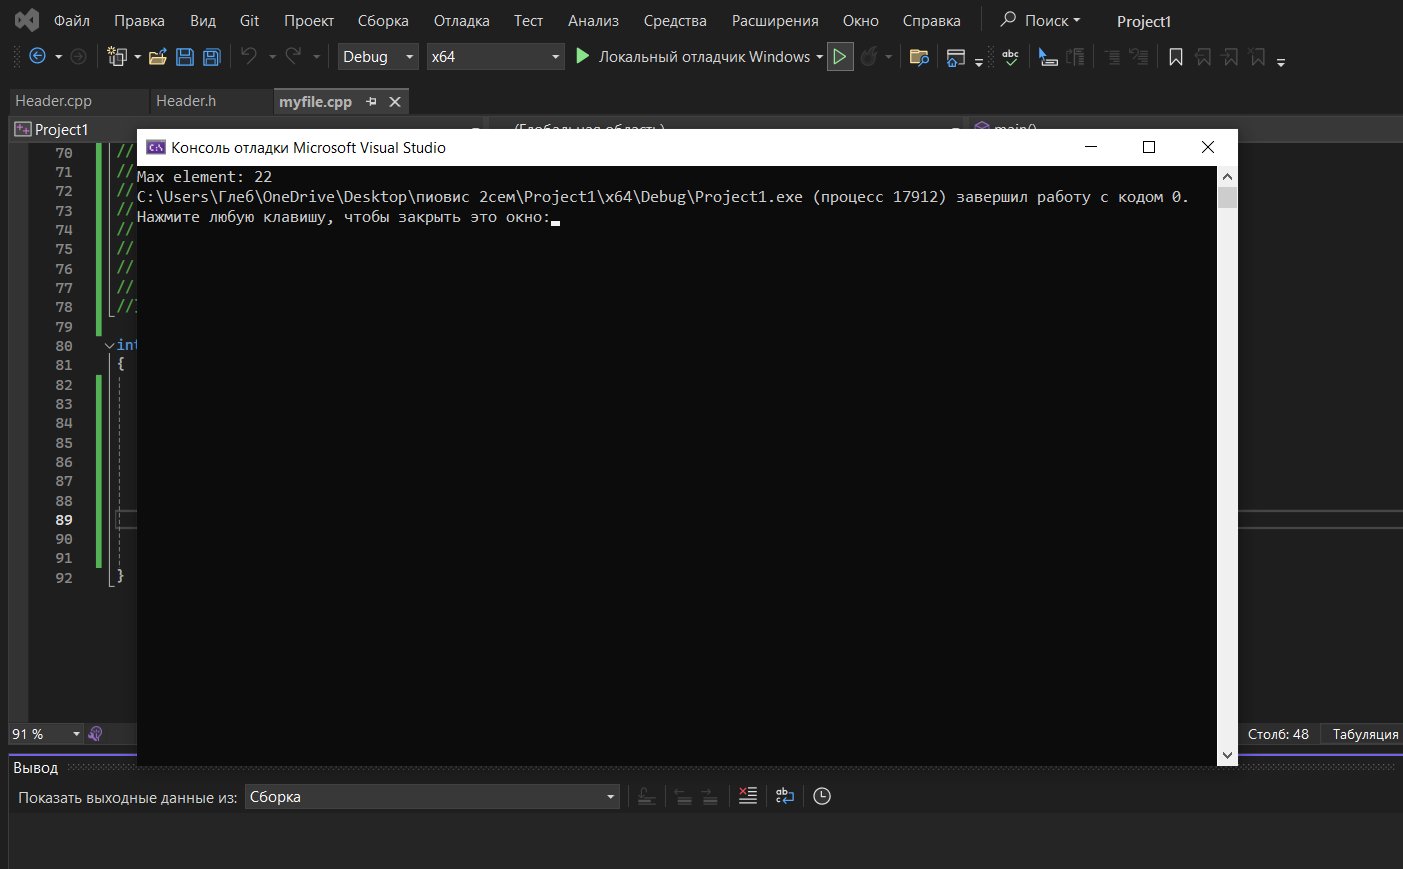 Файл Правка Вид Git Проект Сборка Отладка Тест Анализ Средства Расширения Окно Справка Поиск Project1
Debug x64 Локальный отладчик Windows
Header.cpp Header.h myfile.cpp
Project1 (Глобальная область) main()
Консоль отладки Microsoft Visual Studio
Max element: 22
C:\Users\Глеб\OneDrive\Desktop\пиовис 2сем\Project1\x64\Debug\Project1.exe (процесс 17912) завершил работу с кодом 0.
Нажмите любую клавишу, чтобы закрыть это окно:
70 //
71 //
72 //
73 //
74 //
75 //
76 //
77 //
78 //
79
80 int
81 {
82
83
84
85
86
87
88
89
90
91
92 }
91 % Столб: 48 Табуляция
Вывод
Показать выходные данные из: Сборка